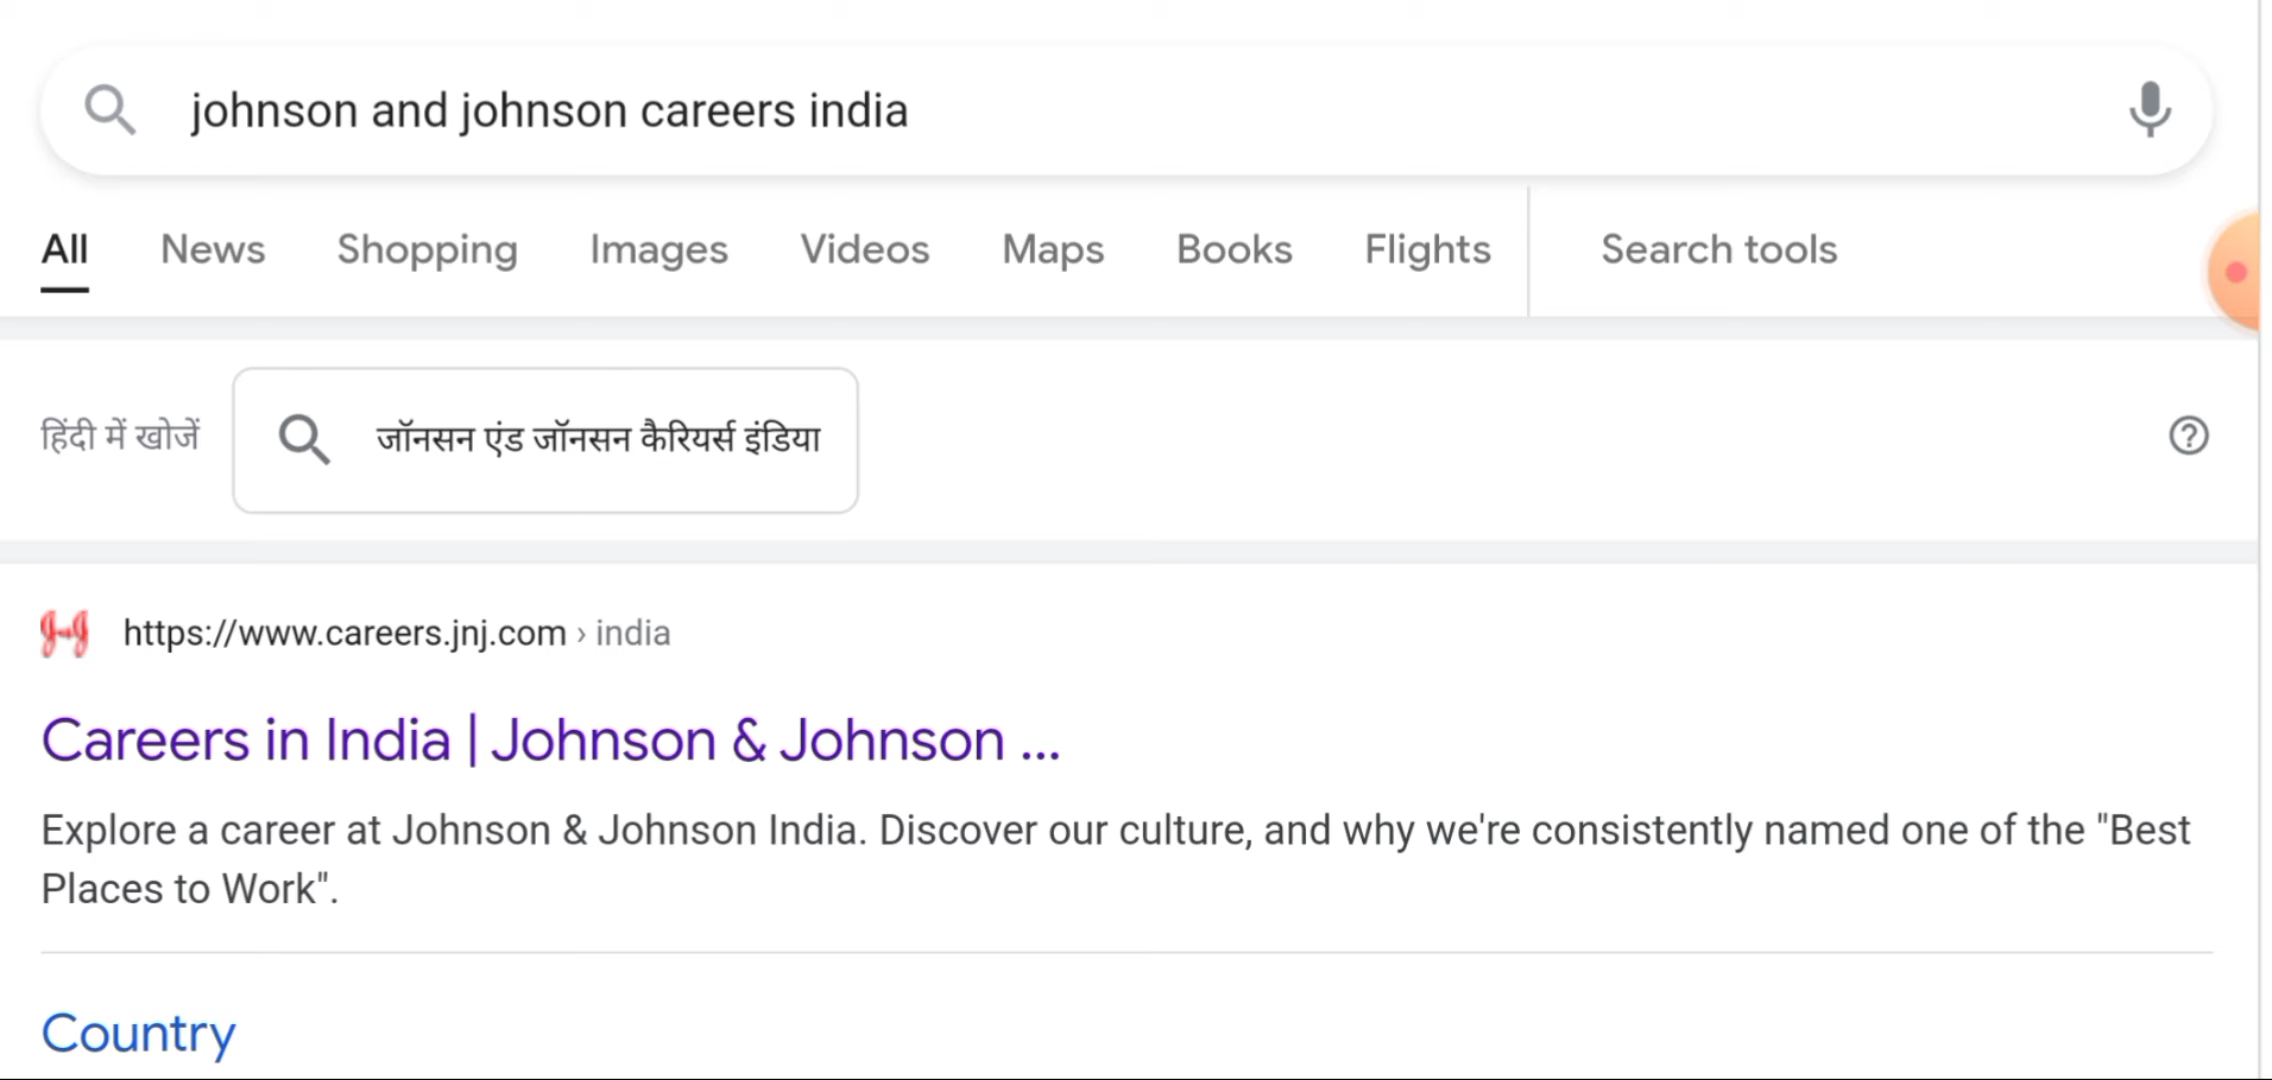 johnson and johnson careers india
All News Shopping Images Videos Maps Books Flights Search tools
हिंदी में खोजें जॉनसन एंड जॉनसन कैरियर्स इंडिया
https://www.careers.jnj.com › india
Careers in India | Johnson & Johnson ...
Explore a career at Johnson & Johnson India. Discover our culture, and why we're consistently named one of the "Best
Places to Work".
Country